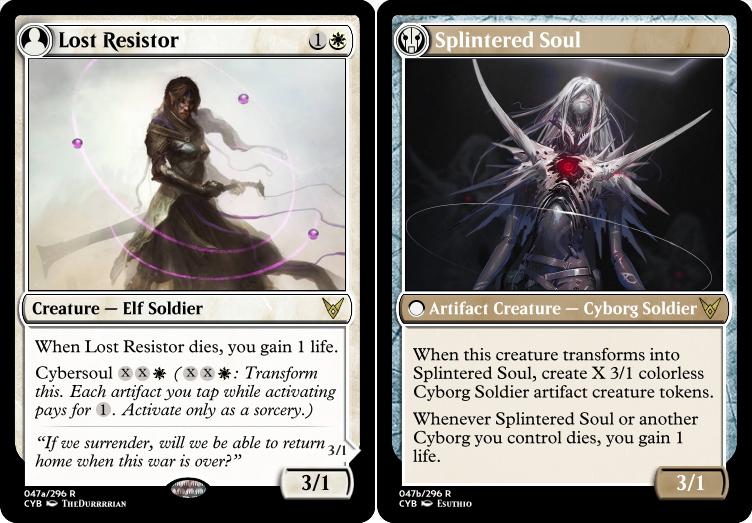 Lost Resistor 1
Creature — Elf Soldier
When Lost Resistor dies, you gain 1 life.
Cybersoul X X ( X X : Transform
this. Each artifact you tap while activating
pays for 1. Activate only as a sorcery.)
“If we surrender, will we be able to return
home when this war is over?”
3/1
3/1
047a/296 R
CYB TheDurrrrian
Splintered Soul
Artifact Creature — Cyborg Soldier
When this creature transforms into
Splintered Soul, create X 3/1 colorless
Cyborg Soldier artifact creature tokens.
Whenever Splintered Soul or another
Cyborg you control dies, you gain 1
life.
3/1
047b/296 R
CYB Esuthio